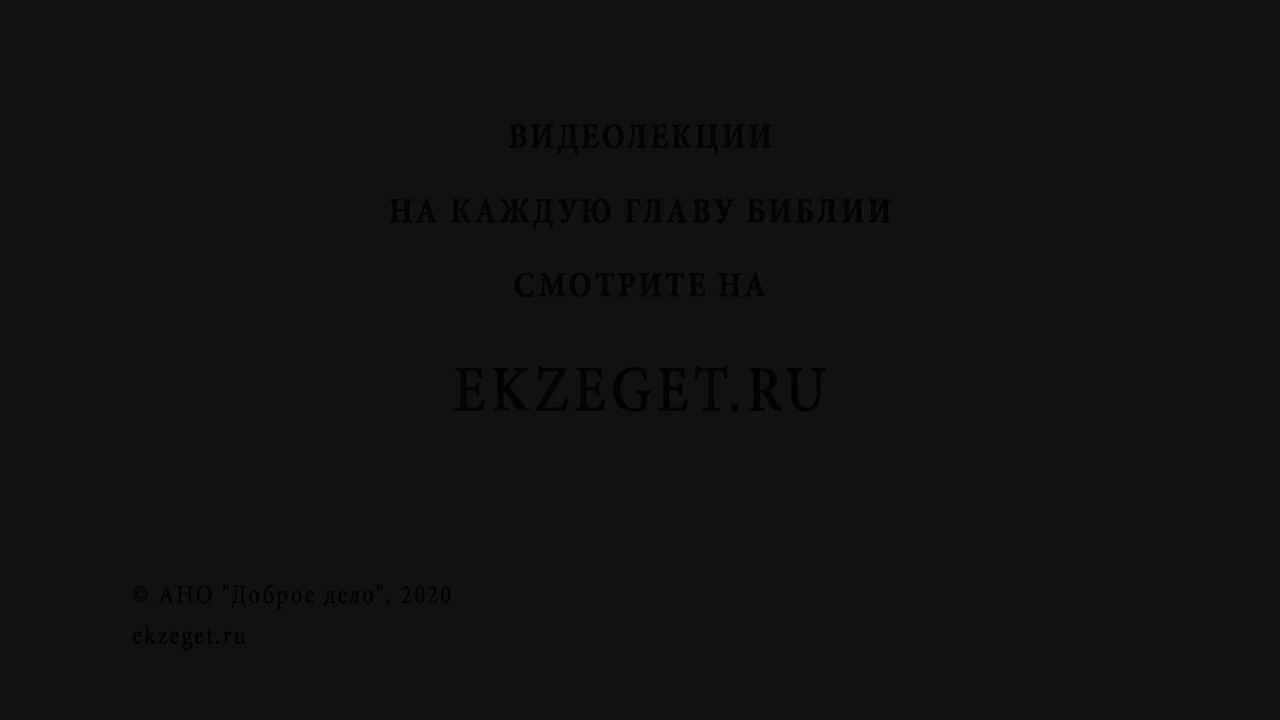 ВИДЕОЛЕКЦИИ
НА КАЖДУЮ ГЛАВУ БИБЛИИ
СМОТРИТЕ НА
EKZEGET.RU
© АНО "Доброе дело", 2020
ekzeget.ru